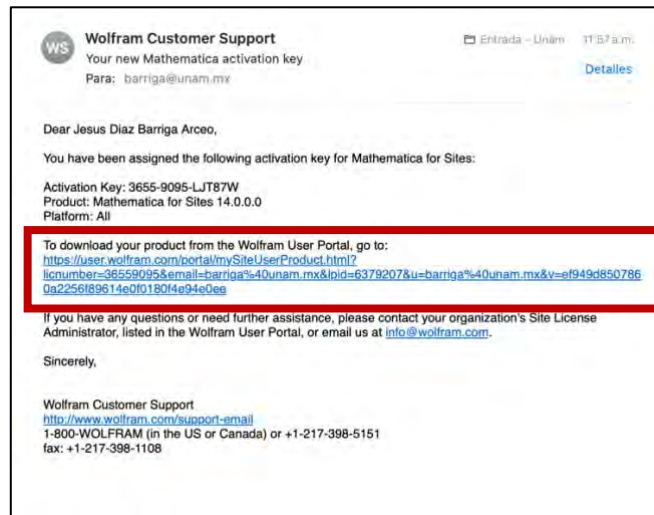 WS
Wolfram Customer Support
Entrada – Unam 11:57 a.m.
Your new Mathematica activation key
Detalles
Para: barriga@unam.mx
Dear Jesus Diaz Barriga Arceo,
You have been assigned the following activation key for Mathematica for Sites:
Activation Key: 3655-9095-LJT87W
Product: Mathematica for Sites 14.0.0.0
Platform: All
To download your product from the Wolfram User Portal, go to:
https://user.wolfram.com/portal/mySiteUserProduct.html?
licnumber=36559095&email=barriga%40unam.mx&lpid=6379207&u=barriga%40unam.mx&v=ef949d850786
0a2256f89614e0f0180f4e94e0ee
If you have any questions or need further assistance, please contact your organization's Site License
Administrator, listed in the Wolfram User Portal, or email us at info@wolfram.com.
Sincerely,
Wolfram Customer Support
http://www.wolfram.com/support-email
1-800-WOLFRAM (in the US or Canada) or +1-217-398-5151
fax: +1-217-398-1108